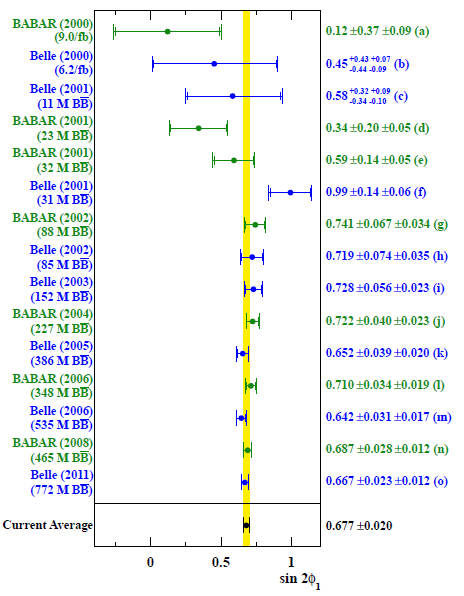 BABAR (2000) 0.12 ±0.37 ±0.09 (a)
(9.0/fb)
Belle (2000) 0.45 +0.43 +0.07 -0.44 -0.09 (b)
(6.2/fb)
Belle (2001) 0.58 +0.32 +0.09 -0.34 -0.10 (c)
(11 M BB̅)
BABAR (2001) 0.34 ±0.20 ±0.05 (d)
(23 M BB̅)
BABAR (2001) 0.59 ±0.14 ±0.05 (e)
(32 M BB̅)
Belle (2001) 0.99 ±0.14 ±0.06 (f)
(31 M BB̅)
BABAR (2002) 0.741 ±0.067 ±0.034 (g)
(88 M BB̅)
Belle (2002) 0.719 ±0.074 ±0.035 (h)
(85 M BB̅)
Belle (2003) 0.728 ±0.056 ±0.023 (i)
(152 M BB̅)
BABAR (2004) 0.722 ±0.040 ±0.023 (j)
(227 M BB̅)
Belle (2005) 0.652 ±0.039 ±0.020 (k)
(386 M BB̅)
BABAR (2006) 0.710 ±0.034 ±0.019 (l)
(348 M BB̅)
Belle (2006) 0.642 ±0.031 ±0.017 (m)
(535 M BB̅)
BABAR (2008) 0.687 ±0.028 ±0.012 (n)
(465 M BB̅)
Belle (2011) 0.667 ±0.023 ±0.012 (o)
(772 M BB̅)
Current Average 0.677 ±0.020
0 0.5 1
sin 2ϕ₁